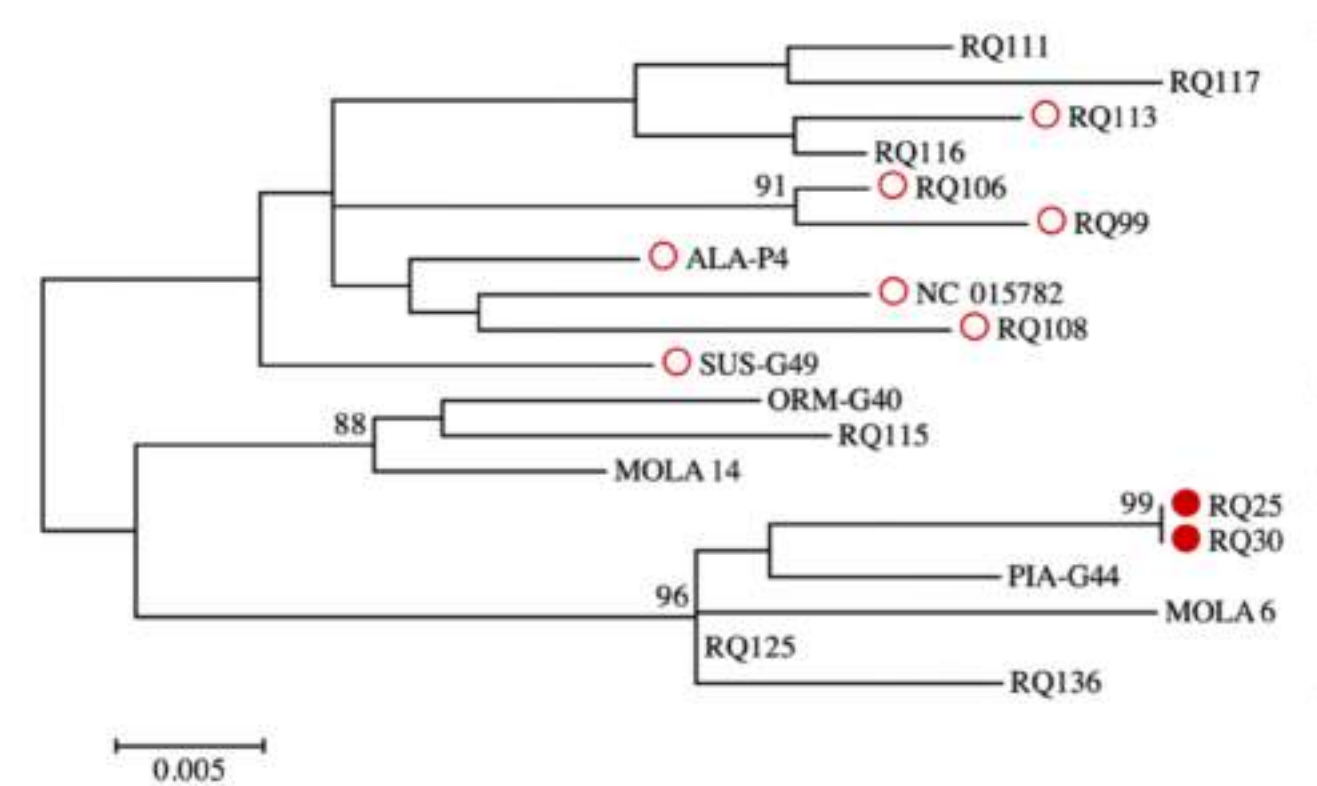 RQ111
RQ117
RQ113
RQ116
91
RQ106
RQ99
ALA-P4
NC 015782
RQ108
SUS-G49
ORM-G40
88
RQ115
MOLA 14
99
RQ25
RQ30
PIA-G44
96
MOLA 6
RQ125
RQ136
0.005